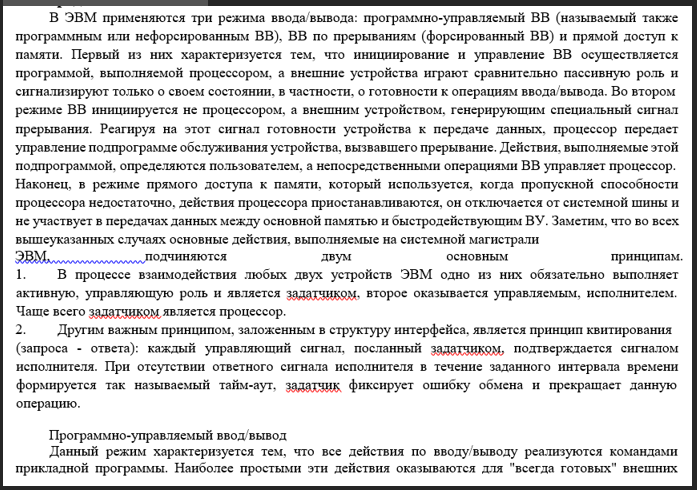 В ЭВМ применяются три режима ввода/вывода: программно-управляемый ВВ (называемый также
программным или нефорсированным ВВ), ВВ по прерываниям (форсированный ВВ) и прямой доступ к
памяти. Первый из них характеризуется тем, что инициирование и управление ВВ осуществляется
программой, выполняемой процессором, а внешние устройства играют сравнительно пассивную роль и
сигнализируют только о своем состоянии, в частности, о готовности к операциям ввода/вывода. Во втором
режиме ВВ инициируется не процессором, а внешним устройством, генерирующим специальный сигнал
прерывания. Реагируя на этот сигнал готовности устройства к передаче данных, процессор передает
управление подпрограмме обслуживания устройства, вызвавшего прерывание. Действия, выполняемые этой
подпрограммой, определяются пользователем, а непосредственными операциями ВВ управляет процессор.
Наконец, в режиме прямого доступа к памяти, который используется, когда пропускной способности
процессора недостаточно, действия процессора приостанавливаются, он отключается от системной шины и
не участвует в передачах данных между основной памятью и быстродействующим ВУ. Заметим, что во всех
вышеуказанных случаях основные действия, выполняемые на системной магистрали
ЭВМ, подчиняются двум основным принципам.
1. В процессе взаимодействия любых двух устройств ЭВМ одно из них обязательно выполняет
активную, управляющую роль и является задатчиком, второе оказывается управляемым, исполнителем.
Чаще всего задатчиком является процессор.
2. Другим важным принципом, заложенным в структуру интерфейса, является принцип квитирования
(запроса - ответа): каждый управляющий сигнал, посланный задатчиком, подтверждается сигналом
исполнителя. При отсутствии ответного сигнала исполнителя в течение заданного интервала времени
формируется так называемый тайм-аут, задатчик фиксирует ошибку обмена и прекращает данную
операцию.
Программно-управляемый ввод/вывод
Данный режим характеризуется тем, что все действия по вводу/выводу реализуются командами
прикладной программы. Наиболее простыми эти действия оказываются для "всегда готовых" внешних